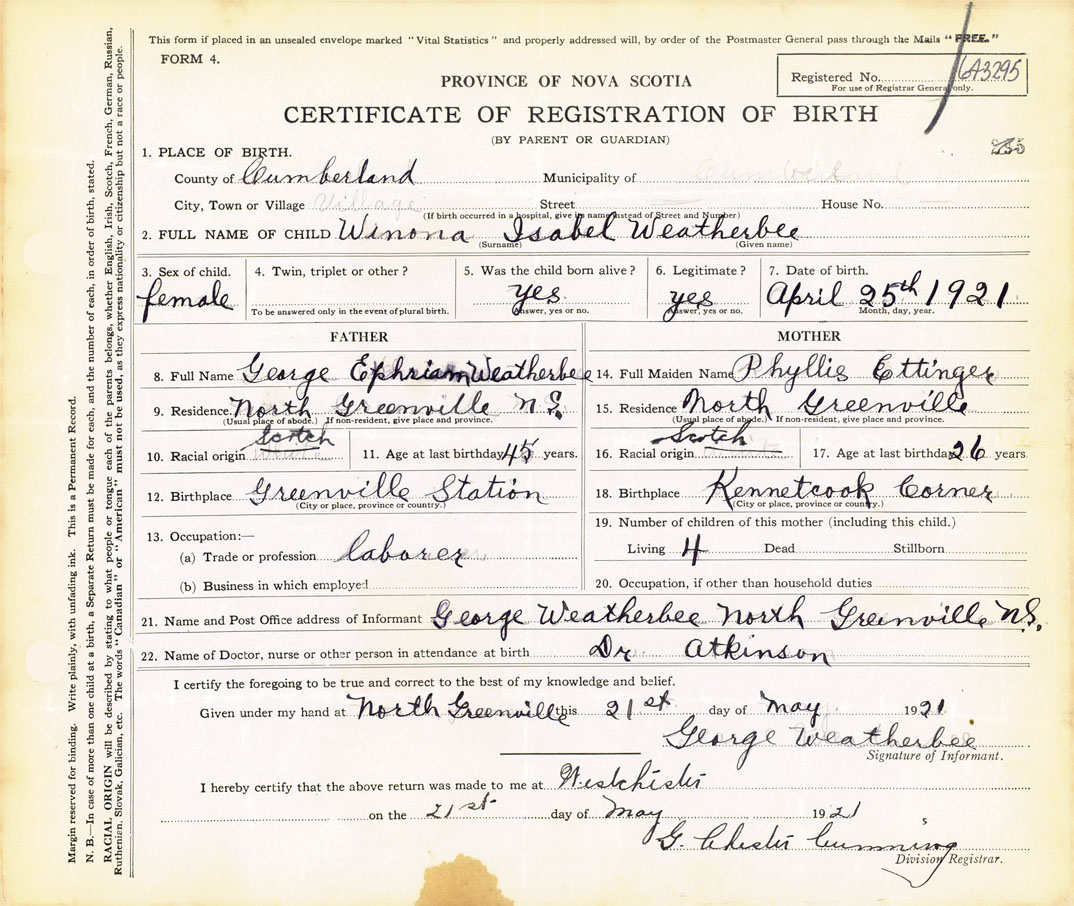 This form if placed in an unsealed envelope marked "Vital Statistics" and properly addressed will, by order of the Postmaster General pass through the Mails "FREE."
FORM 4.
Registered No. 6A3295
For use of Registrar General only.
PROVINCE OF NOVA SCOTIA
CERTIFICATE OF REGISTRATION OF BIRTH
(BY PARENT OR GUARDIAN)
1. PLACE OF BIRTH.
County of Cumberland Municipality of Cumberland
City, Town or Village Village Street House No.
(If birth occurred in a hospital, give its name instead of Street and Number)
2. FULL NAME OF CHILD Winona Isabel Weatherbee
(Surname) (Given name)
3. Sex of child. 4. Twin, triplet or other? 5. Was the child born alive? 6. Legitimate? 7. Date of birth.
female yes yes April 25th 1921
To be answered only in the event of plural birth. Answer, yes or no. Answer, yes or no. Month, day, year.
FATHER
8. Full Name George Ephriam Weatherbee
9. Residence North Greenville N.S.
(Usual place of abode.) If non-resident, give place and province.
Scotch
10. Racial origin 11. Age at last birthday 45 years.
12. Birthplace Greenville Station
(City or place, province or country.)
13. Occupation:—
(a) Trade or profession laborer
(b) Business in which employed
MOTHER
14. Full Maiden Name Phyllis Ettinger
15. Residence North Greenville
(Usual place of abode.) If non-resident, give place and province.
Scotch
16. Racial origin 17. Age at last birthday 26 years
18. Birthplace Kennetcook Corner
(City or place, province or country.)
19. Number of children of this mother (including this child.)
Living 4 Dead Stillborn
20. Occupation, if other than household duties
21. Name and Post Office address of Informant George Weatherbee North Greenville N.S.
22. Name of Doctor, nurse or other person in attendance at birth Dr. Atkinson
I certify the foregoing to be true and correct to the best of my knowledge and belief.
Given under my hand at North Greenville this 21st day of May 1921
George Weatherbee
Signature of Informant.
I hereby certify that the above return was made to me at Westchester
on the 21st day of May 1921
G. Chester Cumming
Division Registrar.
Margin reserved for binding. Write plainly, with unfading ink. This is a Permanent Record.
N. B.—In case of more than one child at a birth, a Separate Return must be made for each, and the number of each, in order of birth, stated.
RACIAL ORIGIN will be described by stating to what people or tongue each of the parents belongs, whether English, Irish, Scotch, French, German, Russian,
Ruthenian, Slovak, Galician, etc. The words "Canadian" or "American" must not be used, as they express nationality or citizenship but not a race or people.